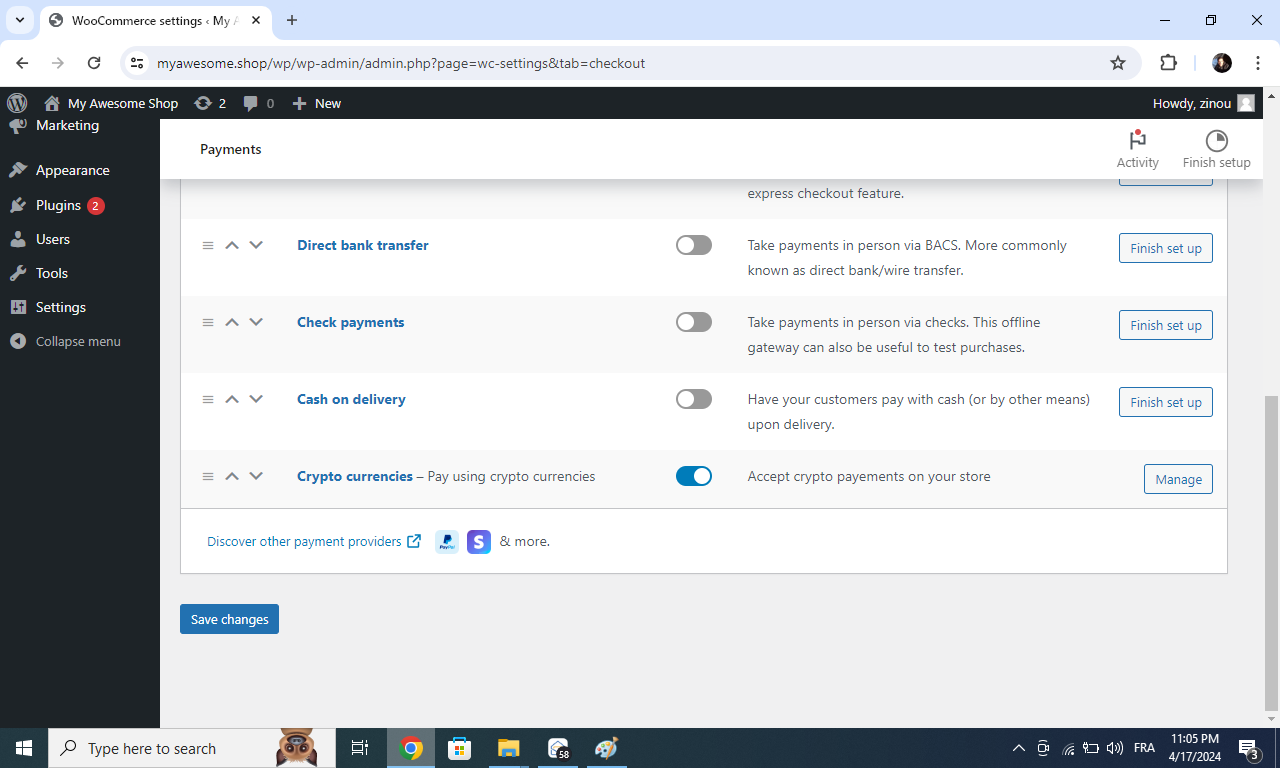 WooCommerce settings ‹ My A
myawesome.shop/wp/wp-admin/admin.php?page=wc-settings&tab=checkout
My Awesome Shop 2 0 New Howdy, zinou
Marketing
Appearance
Plugins 2
Users
Tools
Settings
Collapse menu
Payments
Activity
Finish setup
express checkout feature.
Direct bank transfer
Take payments in person via BACS. More commonly
known as direct bank/wire transfer.
Finish set up
Check payments
Take payments in person via checks. This offline
gateway can also be useful to test purchases.
Finish set up
Cash on delivery
Have your customers pay with cash (or by other means)
upon delivery.
Finish set up
Crypto currencies – Pay using crypto currencies
Accept crypto payements on your store
Manage
Discover other payment providers PayPal S & more.
Save changes
Type here to search
58
FRA
11:05 PM
4/17/2024
3